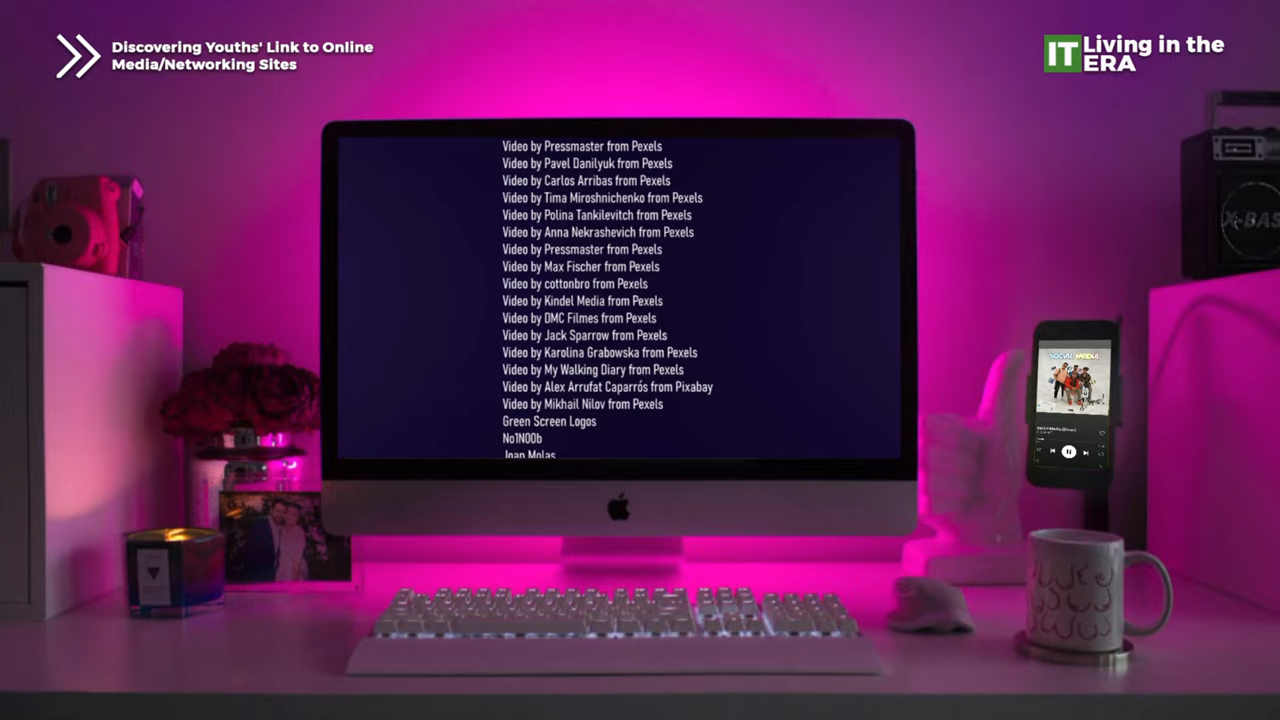 Discovering Youths' Link to Online
Media/Networking Sites
IT Living in the
ERA
Video by Pressmaster from Pexels
Video by Pavel Danilyuk from Pexels
Video by Carlos Arribas from Pexels
Video by Tima Miroshnichenko from Pexels
Video by Polina Tankilevitch from Pexels
Video by Anna Nekrashevich from Pexels
Video by Pressmaster from Pexels
Video by Max Fischer from Pexels
Video by cottonbro from Pexels
Video by Kindel Media from Pexels
Video by DMC Filmes from Pexels
Video by Jack Sparrow from Pexels
Video by Karolina Grabowska from Pexels
Video by My Walking Diary from Pexels
Video by Alex Arrufat Caparrós from Pixabay
Video by Mikhail Nilov from Pexels
Green Screen Logos
No1N00b
Joan Molas
X-BAS
SOCIAL MEDIA